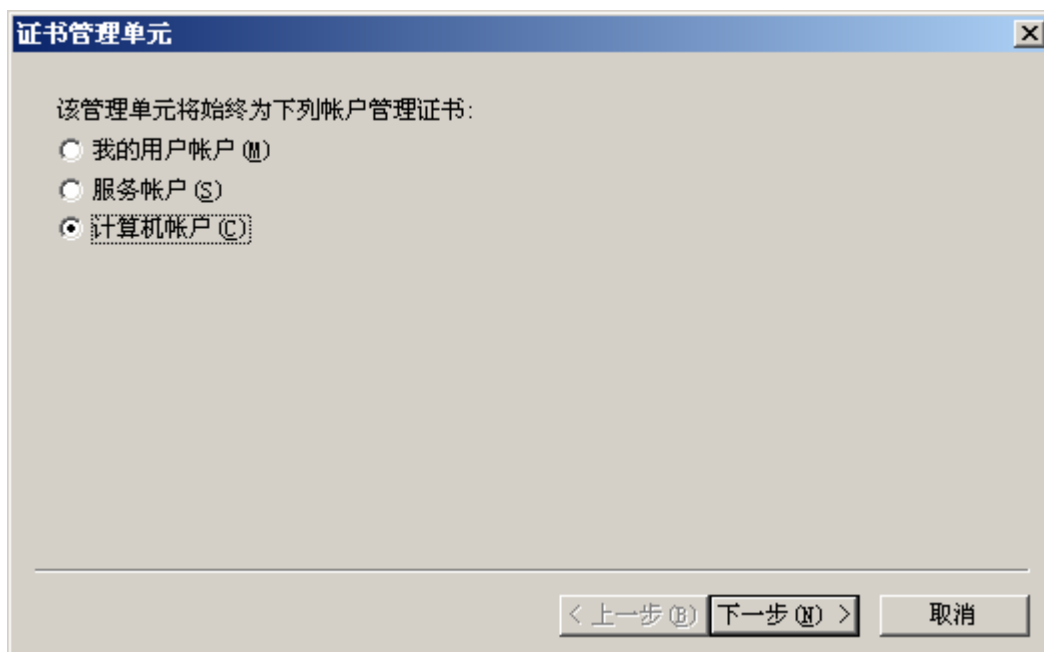 证书管理单元
该管理单元将始终为下列帐户管理证书:
我的用户帐户(M)
服务帐户(S)
计算机帐户(C)
< 上一步(B) 下一步(N) > 取消